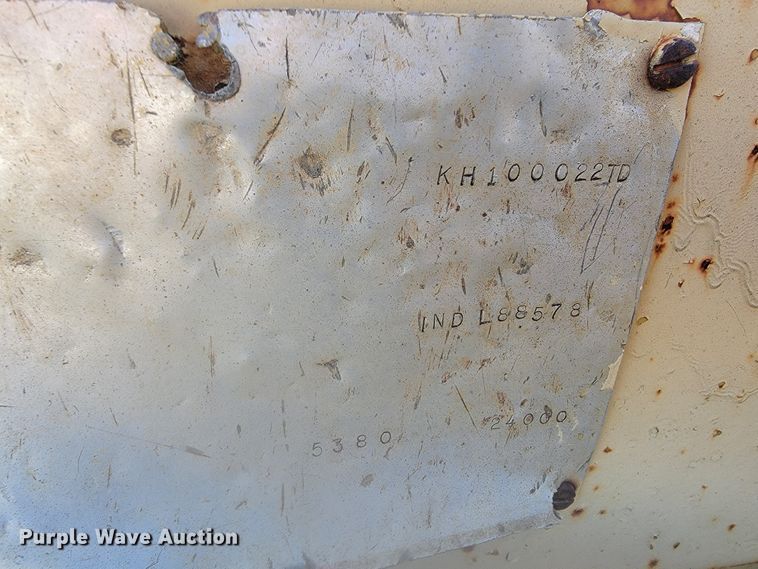 KH100022TD
IND L88578
5380 24000
Purple Wave Auction